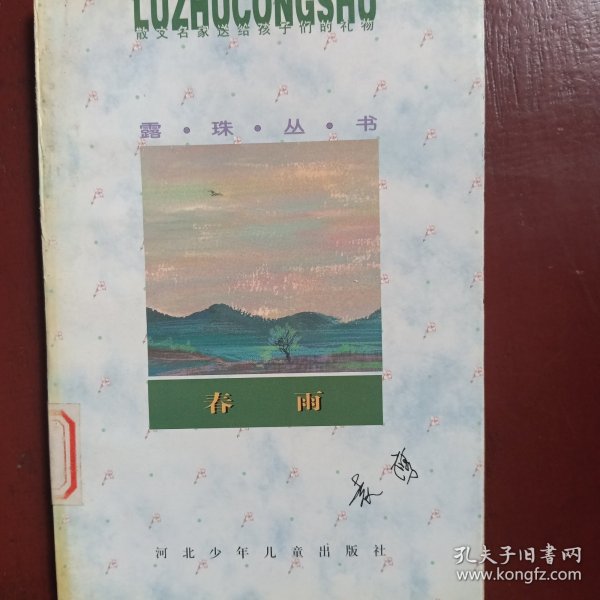 LUZHUCONGSHU
散文名家送给孩子们的礼物
露·珠·丛·书
春雨
河北少年儿童出版社
孔夫子旧书网
www.kongfz.com